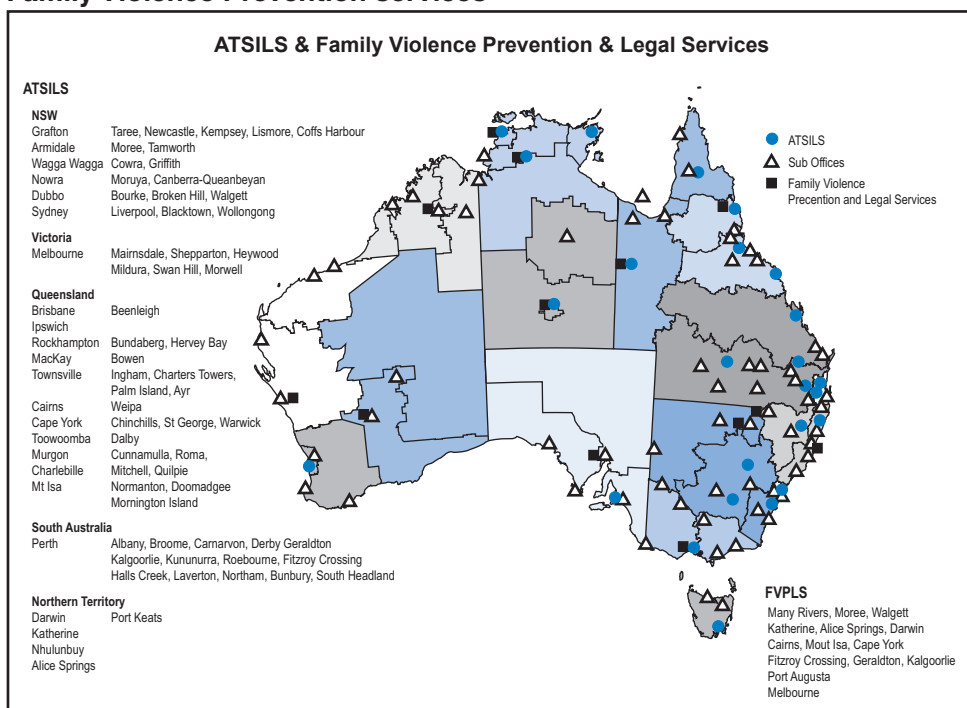 ATSILS & Family Violence Prevention & Legal Services
ATSILS
NSW
Grafton Taree, Newcastle, Kempsey, Lismore, Coffs Harbour
Armidale Moree, Tamworth
Wagga Wagga Cowra, Griffith
Nowra Moruya, Canberra-Queanbeyan
Dubbo Bourke, Broken Hill, Walgett
Sydney Liverpool, Blacktown, Wollongong
Victoria
Melbourne Mairnsdale, Shepparton, Heywood
Mildura, Swan Hill, Morwell
Queensland
Brisbane Beenleigh
Ipswich
Rockhampton Bundaberg, Hervey Bay
MacKay Bowen
Townsville Ingham, Charters Towers,
Palm Island, Ayr
Cairns Weipa
Cape York Chinchills, St George, Warwick
Toowoomba Dalby
Murgon Cunnamulla, Roma,
Charlebille Mitchell, Quilpie
Mt Isa Normanton, Doomadgee
Mornington Island
South Australia
Perth Albany, Broome, Carnarvon, Derby Geraldton
Kalgoorlie, Kununurra, Roebourne, Fitzroy Crossing
Halls Creek, Laverton, Northam, Bunbury, South Headland
Northern Territory
Darwin Port Keats
Katherine
Nhulunbuy
Alice Springs
ATSILS
Sub Offices
Family Violence
Precention and Legal Services
FVPLS
Many Rivers, Moree, Walgett
Katherine, Alice Springs, Darwin
Cairns, Mout Isa, Cape York
Fitzroy Crossing, Geraldton, Kalgoorlie
Port Augusta
Melbourne